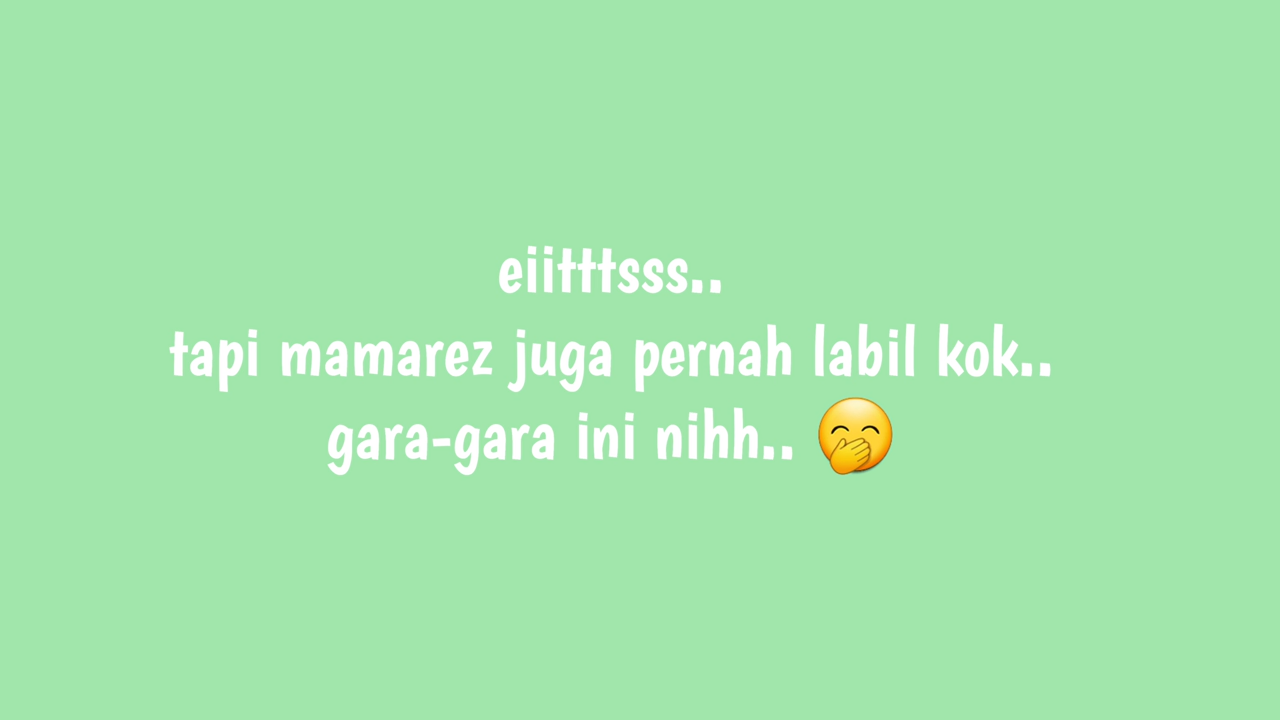 eiitttsss..
tapi mamarez juga pernah labil kok..
gara-gara ini nihh.. 🤭